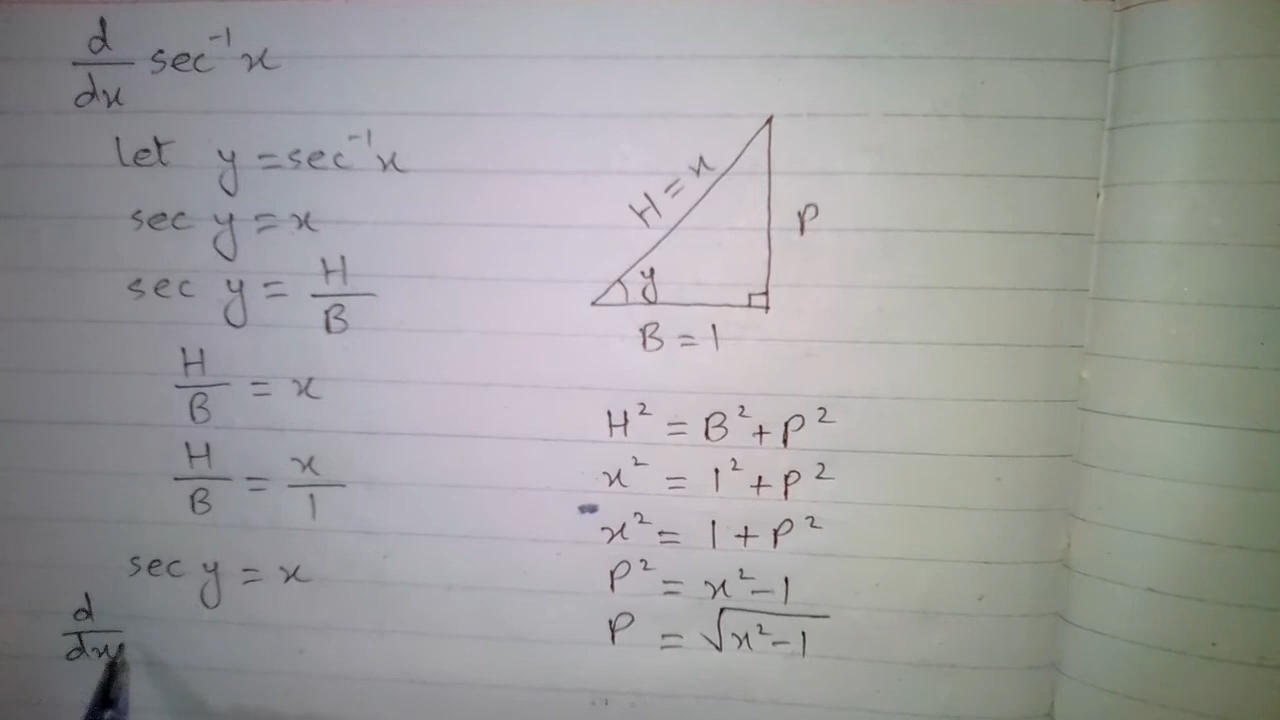 d/dx sec⁻¹x
let y = sec⁻¹x
sec y = x
sec y = H/B
H/B = x
H/B = x/1
sec y = x
d/dx
H = x
P
y
B = 1
H² = B² + P²
x² = 1² + P²
x² = 1 + P²
P² = x² - 1
P = √(x² - 1)